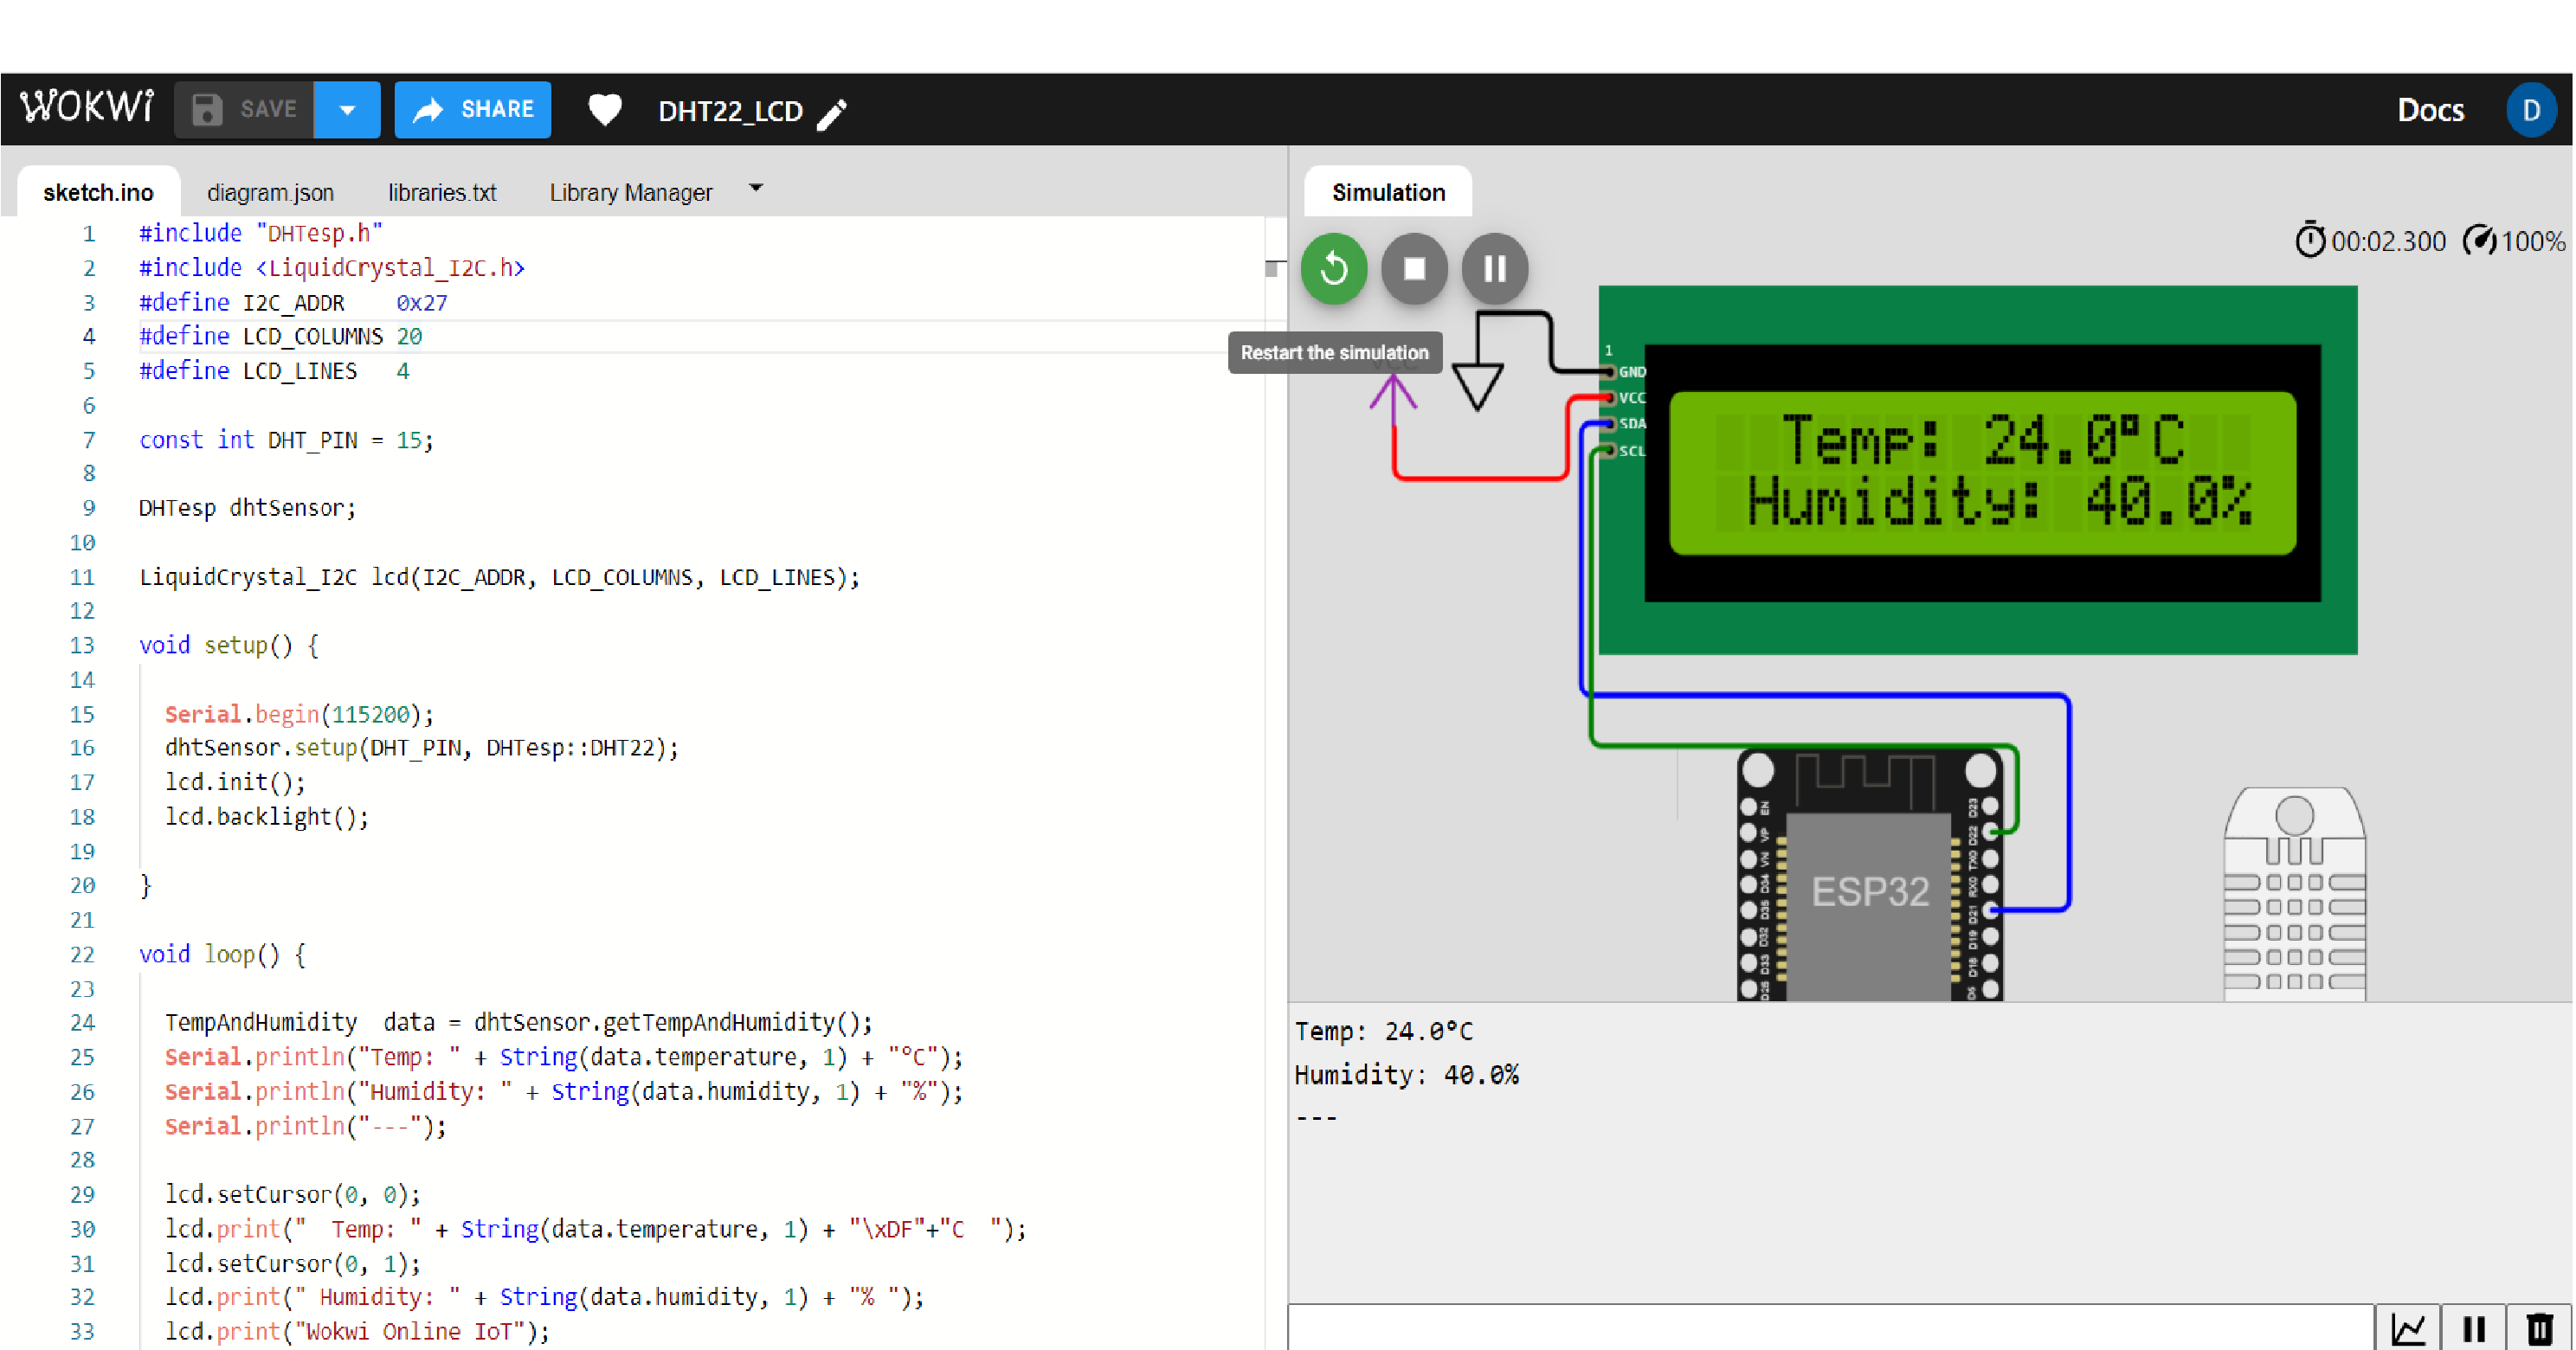 WOKWi SAVE SHARE DHT22_LCD Docs D
sketch.ino diagram.json libraries.txt Library Manager
1 #include "DHTesp.h"
2 #include <LiquidCrystal_I2C.h>
3 #define I2C_ADDR    0x27
4 #define LCD_COLUMNS 20
5 #define LCD_LINES   4
6
7 const int DHT_PIN = 15;
8
9 DHTesp dhtSensor;
10
11 LiquidCrystal_I2C lcd(I2C_ADDR, LCD_COLUMNS, LCD_LINES);
12
13 void setup() {
14
15   Serial.begin(115200);
16   dhtSensor.setup(DHT_PIN, DHTesp::DHT22);
17   lcd.init();
18   lcd.backlight();
19
20 }
21
22 void loop() {
23
24   TempAndHumidity  data = dhtSensor.getTempAndHumidity();
25   Serial.println("Temp: " + String(data.temperature, 1) + "°C");
26   Serial.println("Humidity: " + String(data.humidity, 1) + "%");
27   Serial.println("---");
28
29   lcd.setCursor(0, 0);
30   lcd.print("  Temp: " + String(data.temperature, 1) + "\xDF"+"C  ");
31   lcd.setCursor(0, 1);
32   lcd.print(" Humidity: " + String(data.humidity, 1) + "% ");
33   lcd.print("Wokwi Online IoT");
Simulation
00:02.300 100%
Restart the simulation
1
GND
VCC
SDA
SCL
Temp: 24.0°C
Humidity: 40.0%
ESP32
EN
VP
VN
D34
D35
D32
D33
D25
D23
D22
TX0
RX0
D21
D19
D18
D5
Temp: 24.0°C
Humidity: 40.0%
---